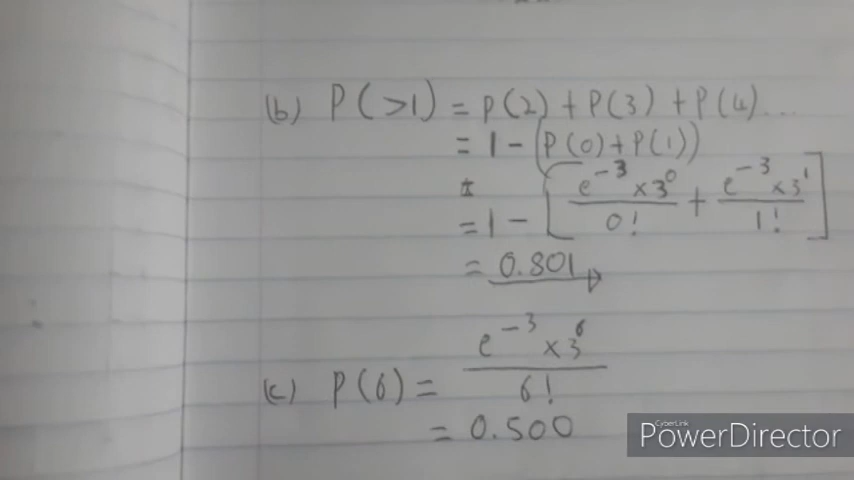 (b) P(>1) = P(2) + P(3) + P(4)...
= 1 - (P(0) + P(1))
= 1 - [ e^-3 × 3^0 / 0! + e^-3 × 3^1 / 1! ]
= 0.801
(c) P(6) = e^-3 × 3^6 / 6!
= 0.500
CyberLink
PowerDirector